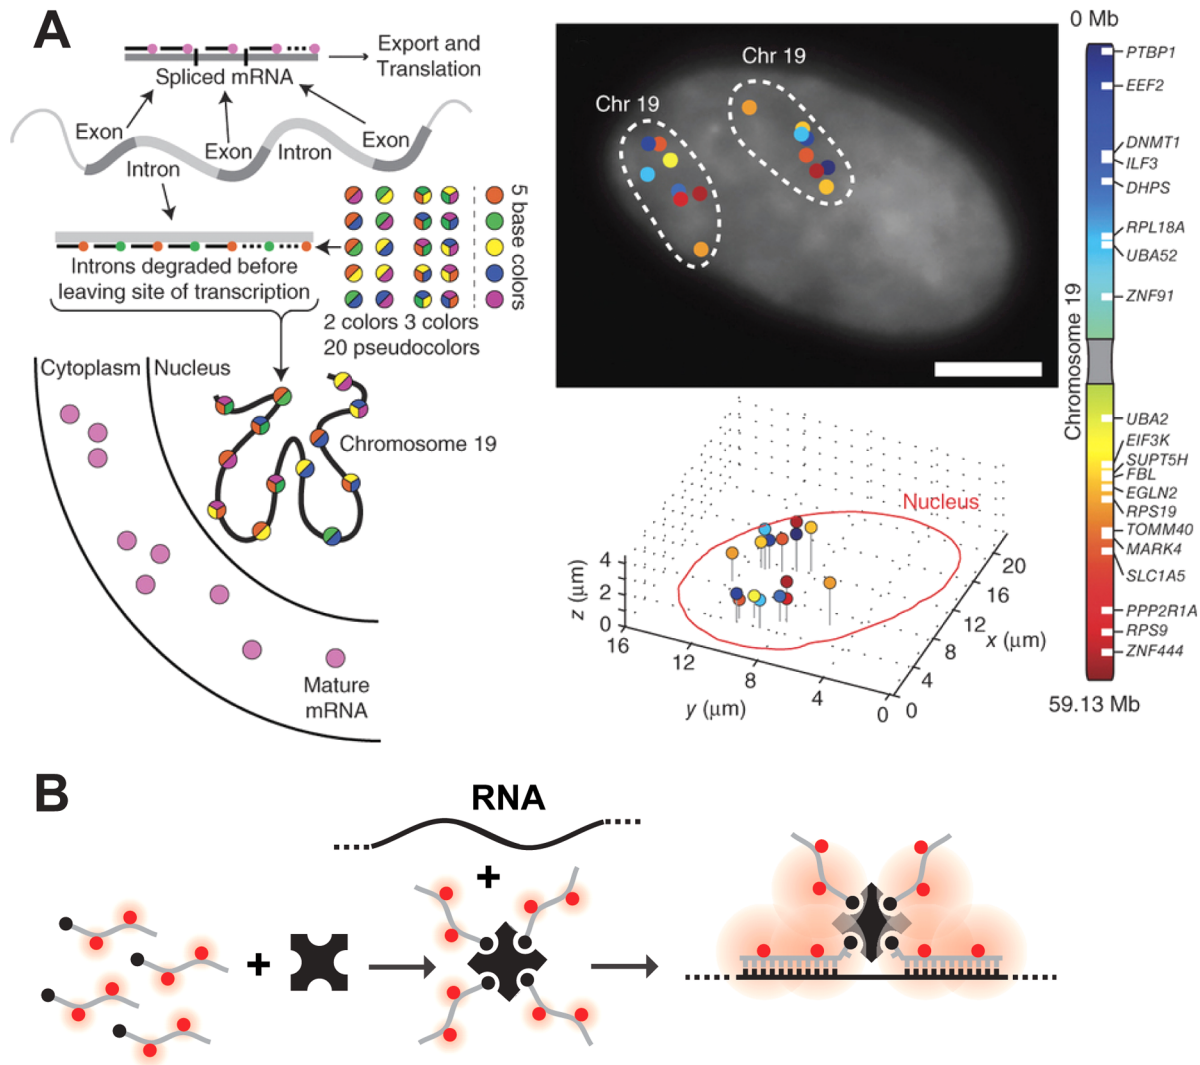 A
Export and
Translation
Spliced mRNA
Exon
Exon
Exon
Intron
Intron
5 base colors
Introns degraded before
leaving site of transcription
2 colors 3 colors
20 pseudocolors
Cytoplasm
Nucleus
Chromosome 19
Mature
mRNA
Chr 19
Chr 19
0 Mb
PTBP1
EEF2
DNMT1
ILF3
DHPS
RPL18A
UBA52
ZNF91
Chromosome 19
UBA2
EIF3K
SUPT5H
FBL
EGLN2
RPS19
TOMM40
MARK4
SLC1A5
PPP2R1A
RPS9
ZNF444
59.13 Mb
Nucleus
z (μm)
4
2
0
16
12
8
4
0
y (μm)
0
4
8
12
16
20
x (μm)
B
RNA
+
+